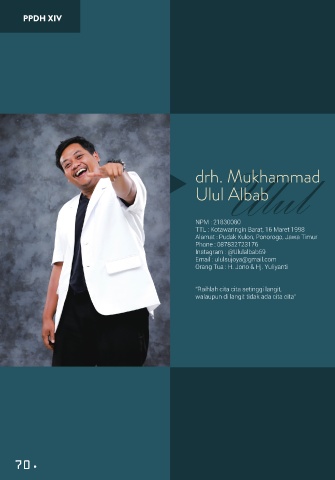 PPDH XIV
drh. Mukhammad
Ulul Albab
Ulul
NPM : 21830080
TTL : Kotawaringin Barat, 16 Maret 1998
Alamat : Pudak Kulon, Ponorogo, Jawa Timur
Phone : 087832723176
Instagram : @Ululalbab69
Email : ululsujaya@gmail.com
Orang Tua : H. Jono & Hj. Yuliyanti
"Raihlah cita cita setinggi langit,
walaupun di langit tidak ada cita cita"
70 •